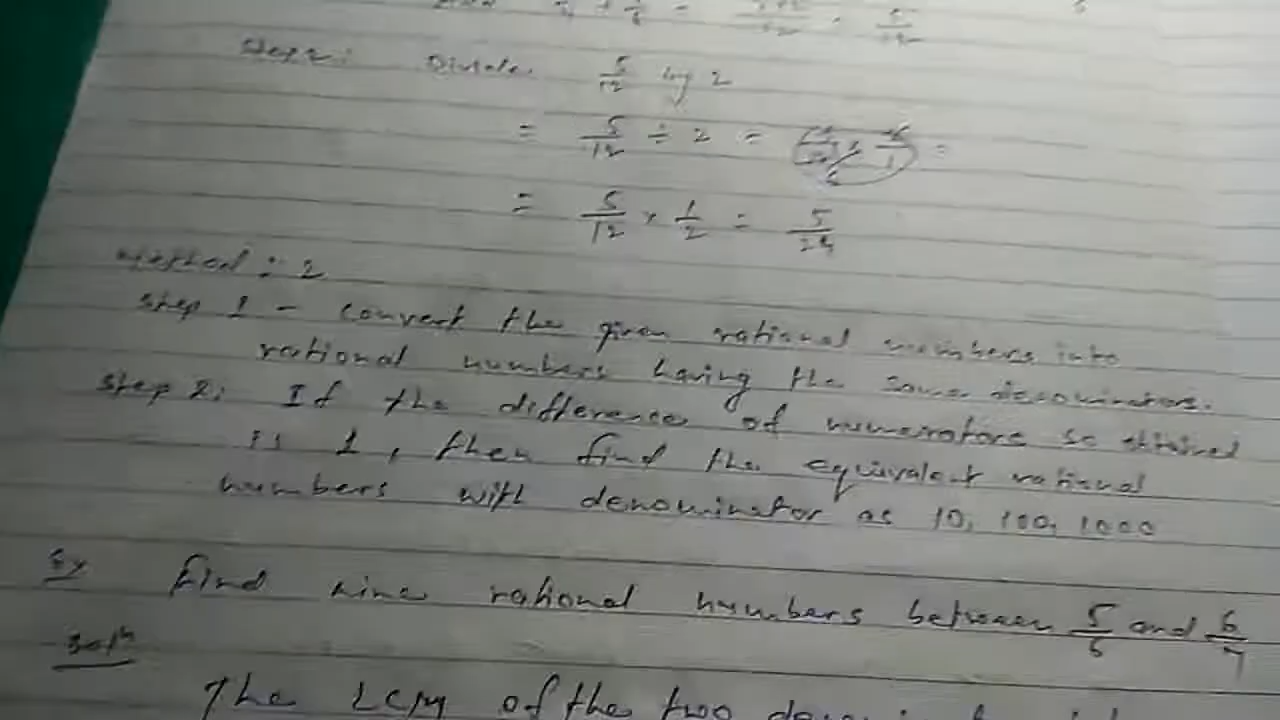 5/12
Step 2: Divide 5/12 by 2
= 5/12 ÷ 2 =
= 5/12 × 1/2 = 5/24
Method : 2
Step 1 - convert the given rational numbers into
rational numbers having the same denominators.
Step 2: If the difference of numerators so obtained
is 1, then find the equivalent rational
numbers with denominator as 10, 100, 1000
Ex Find nine rational numbers between 5/6 and 6/7
Soln
The LCM of the two